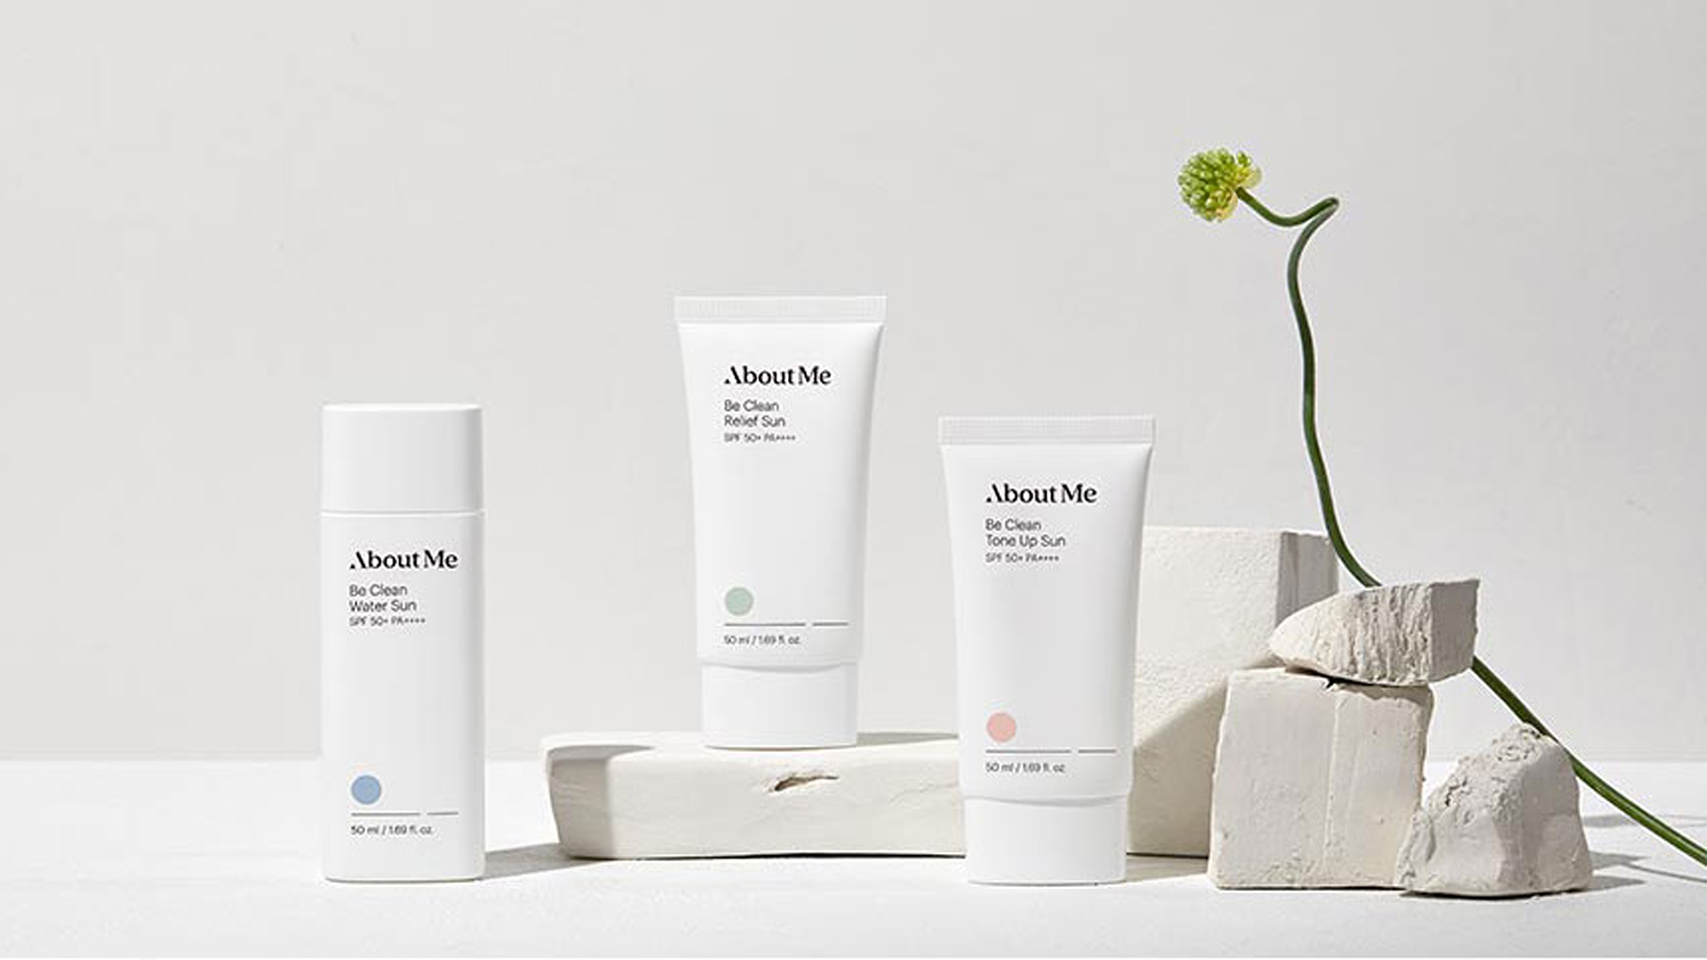 About Me
Be Clean
Water Sun
SPF 50+ PA++++
50 ml / 1.69 fl. oz.
About Me
Be Clean
Relief Sun
SPF 50+ PA++++
50 ml / 1.69 fl. oz.
About Me
Be Clean
Tone Up Sun
SPF 50+ PA++++
50 ml / 1.69 fl. oz